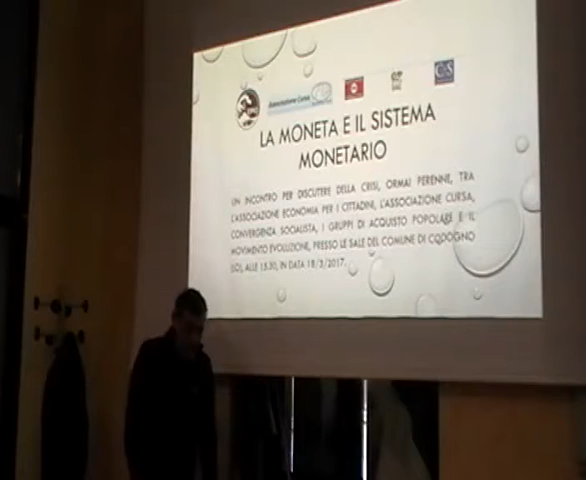 Associazione Cursa
LA MONETA E IL SISTEMA
MONETARIO
UN INCONTRO PER DISCUTERE DELLA CRISI, ORMAI PERENNE, TRA
L'ASSOCIAZIONE ECONOMIA PER I CITTADINI, L'ASSOCIAZIONE CURSA,
CONVERGENZA SOCIALISTA, I GRUPPI DI ACQUISTO POPOLARE E IL
MOVIMENTO EVOLUZIONE, PRESSO LE SALE DEL COMUNE DI CODOGNO
ALLE 15.30, IN DATA 18/3/2017.